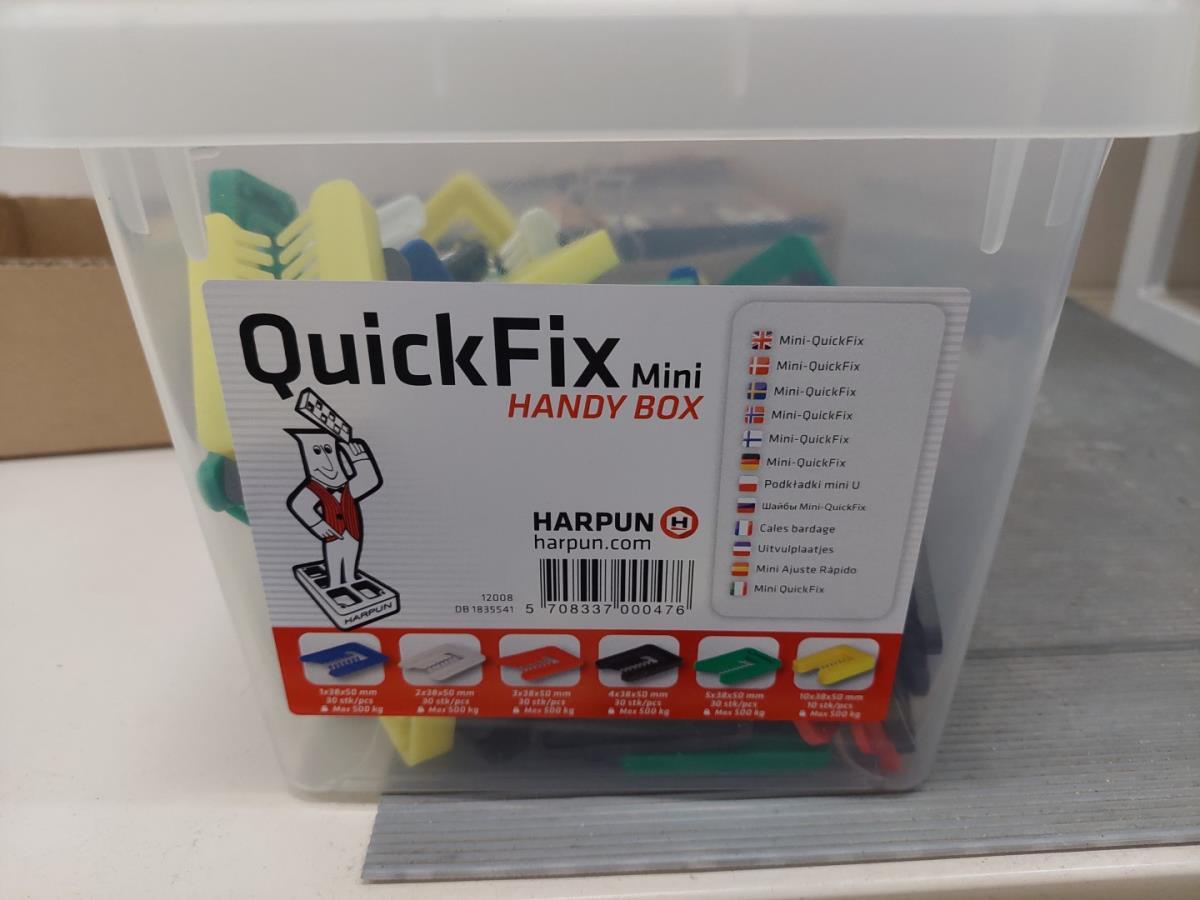 QuickFix Mini
HANDY BOX
HARPUN H
harpun.com
12008
DB 1835541
5 708337 000476
HARPUN
Mini-QuickFix
Mini-QuickFix
Mini-QuickFix
Mini-QuickFix
Mini-QuickFix
Mini-QuickFix
Podkładki mini U
Шайбы Mini-QuickFix
Cales bardage
Uitvulplaatjes
Mini Ajuste Rápido
Mini QuickFix
1x38x50 mm
30 stk/pcs
Max 500 kg
2x38x50 mm
30 stk/pcs
Max 500 kg
3x38x50 mm
30 stk/pcs
Max 500 kg
4x38x50 mm
30 stk/pcs
Max 500 kg
5x38x50 mm
30 stk/pcs
Max 500 kg
10x38x50 mm
10 stk/pcs
Max 500 kg